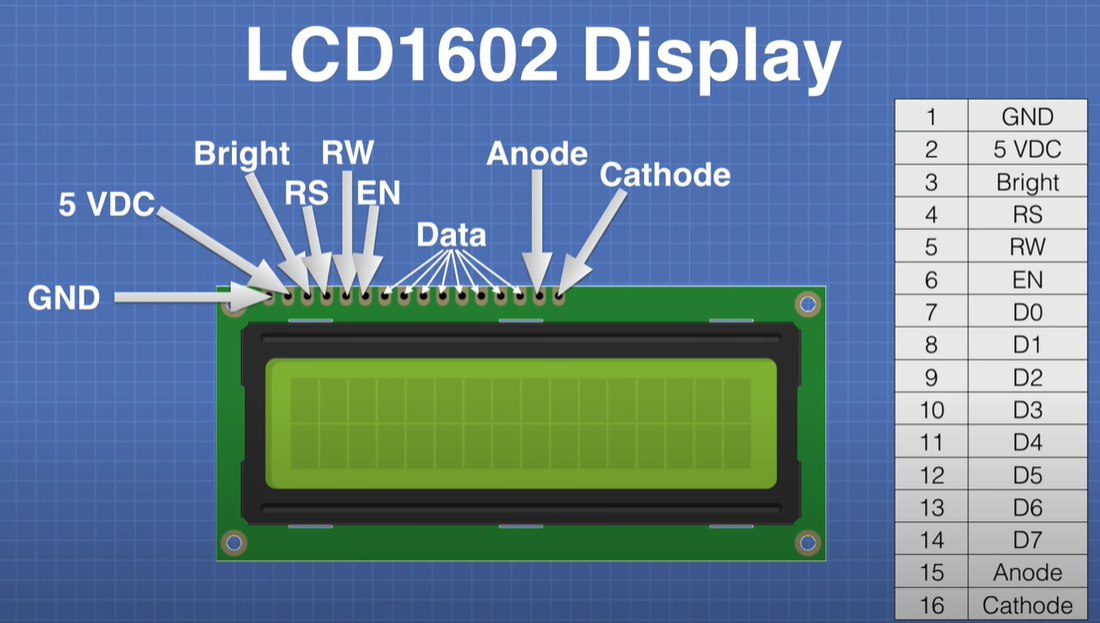 LCD1602 Display
Bright RW
RS EN
5 VDC
GND
Data
Anode
Cathode
1 GND
2 5 VDC
3 Bright
4 RS
5 RW
6 EN
7 D0
8 D1
9 D2
10 D3
11 D4
12 D5
13 D6
14 D7
15 Anode
16 Cathode